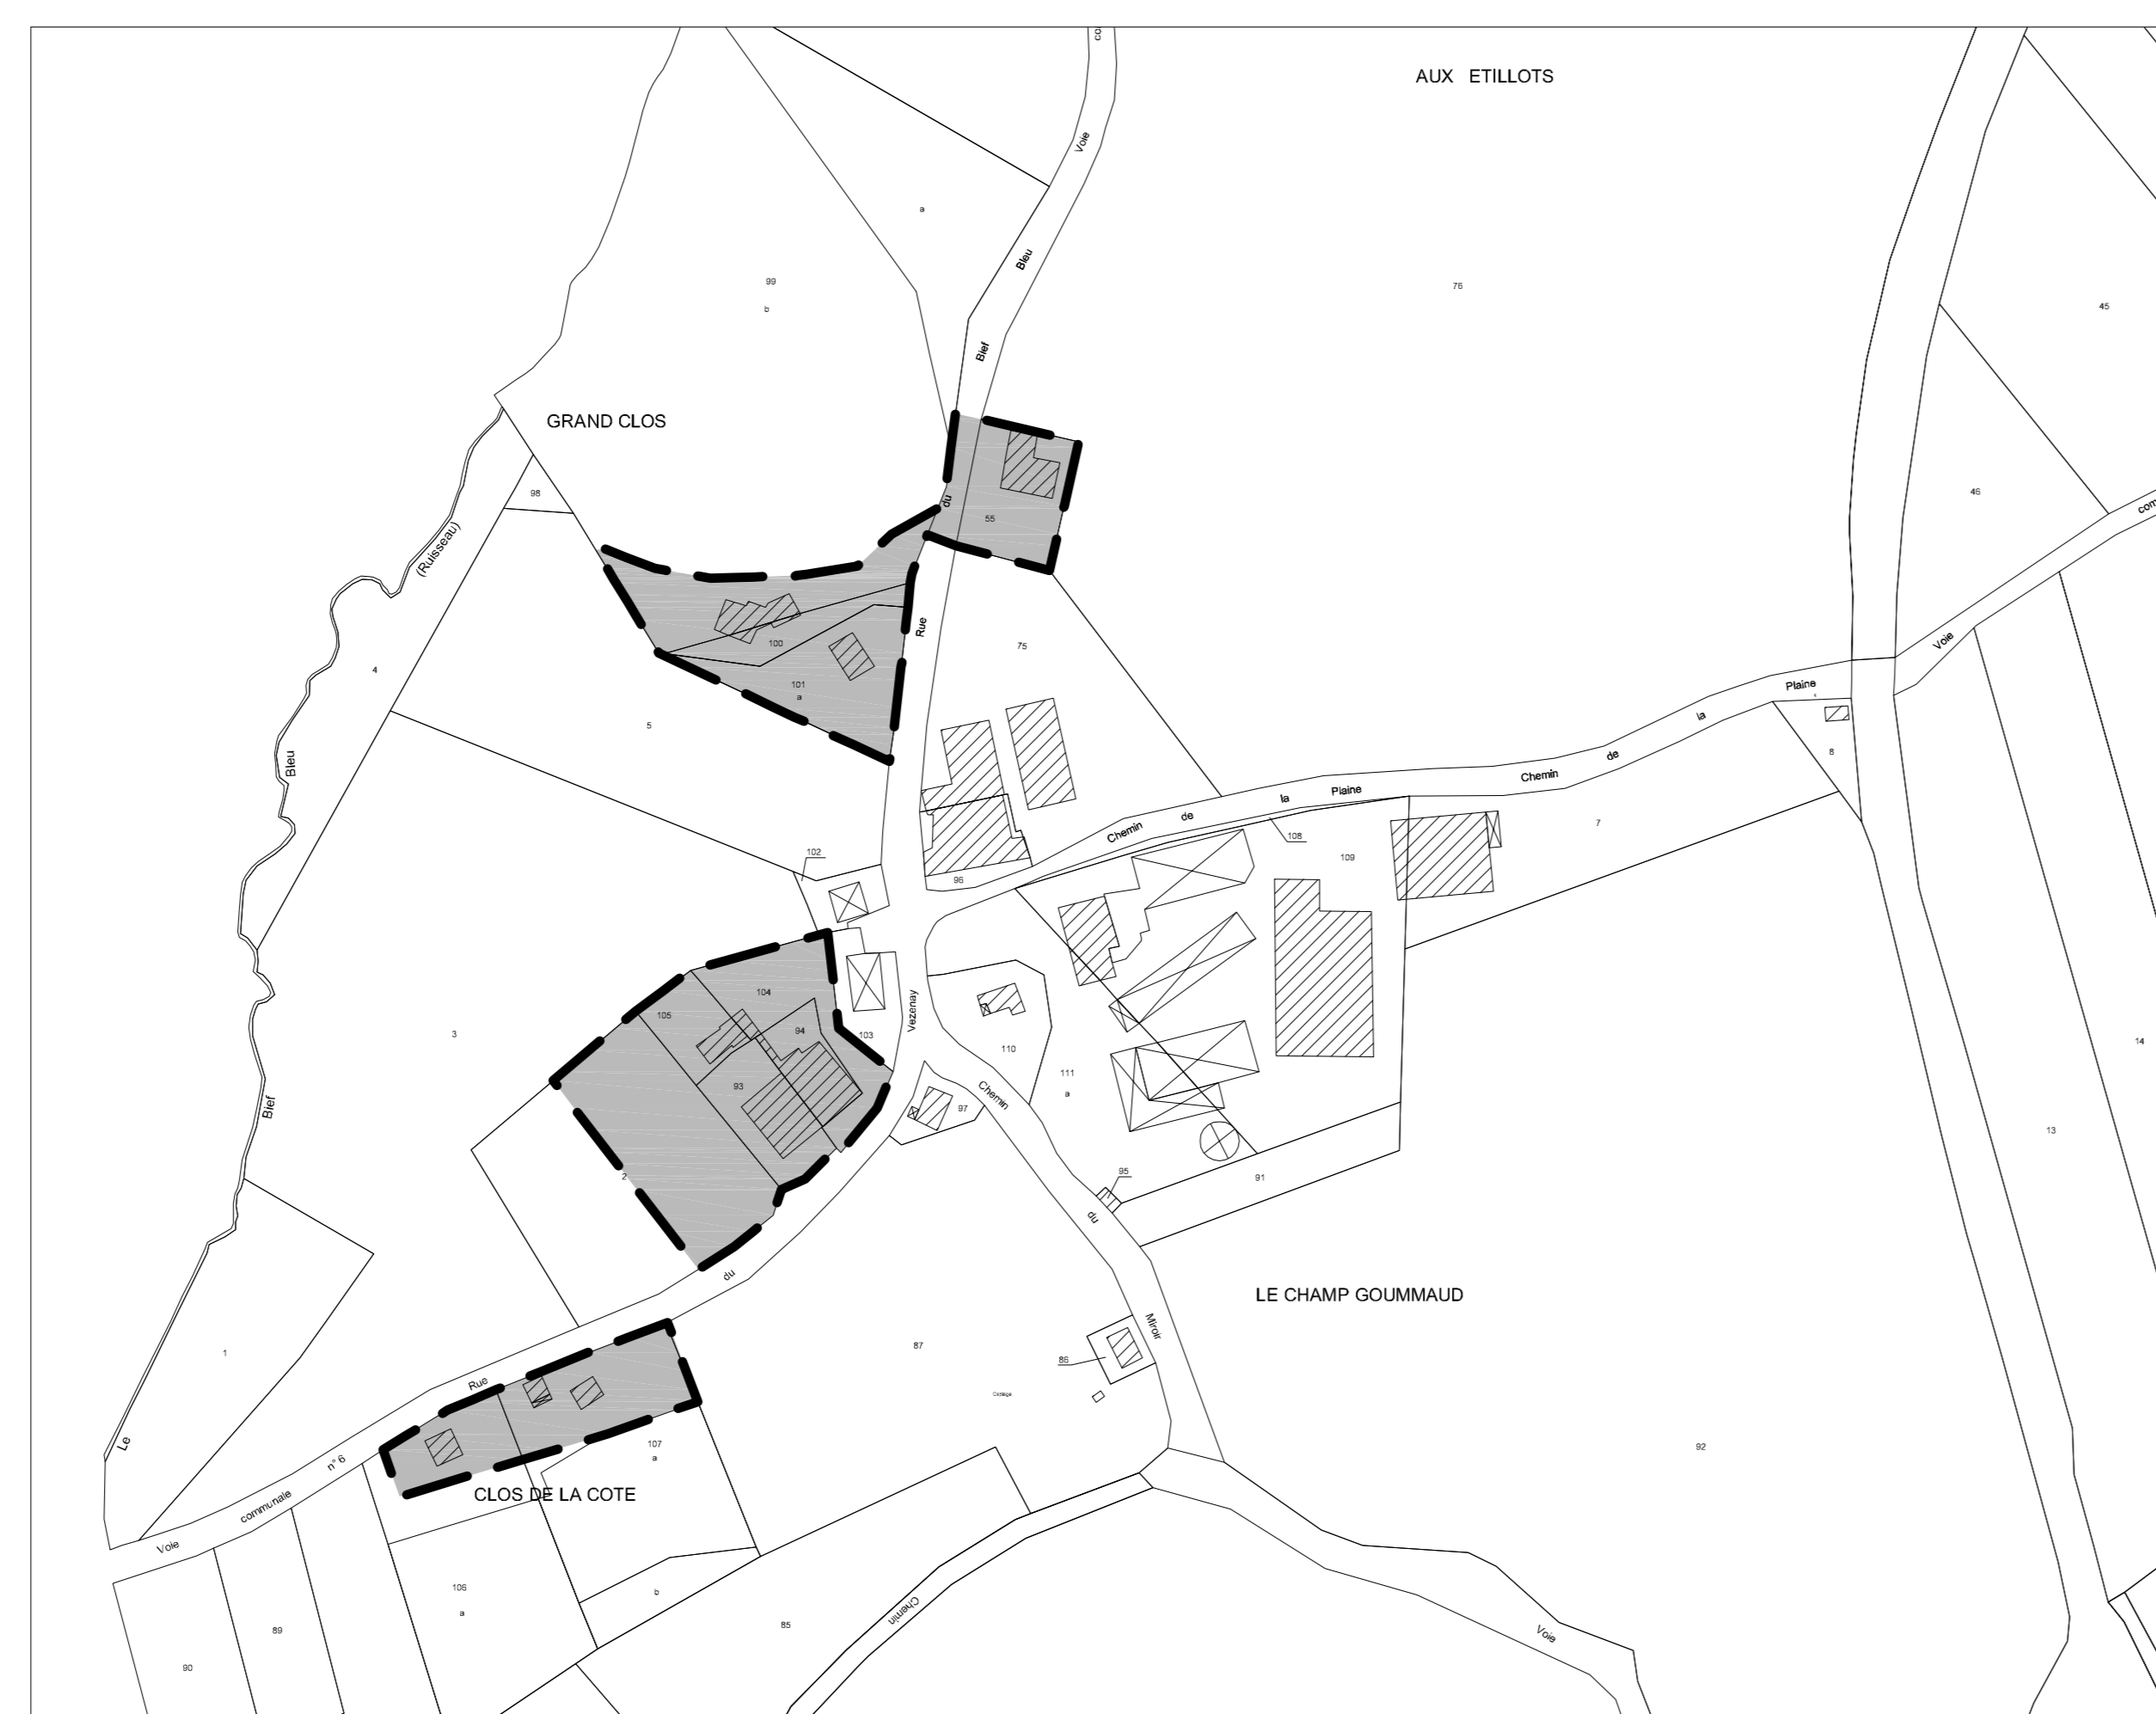 co
AUX ETILLOTS
Voie
a
Bleu
99
b
76
45
Bief
GRAND CLOS
98
46
com
du
55
(Ruisseau)
Rue
100
75
Voie
4
101
a
Plaine
la
5
8
de
Bleu
Chemin
la Plaine
de
Chemin
108
7
102
109
96
104
105
Vezenay
94
103
3
14
110
111
a
93
Chemin
97
Bief
13
95
2
91
du
du
LE CHAMP GOUMMAUD
Miroir
87
86
1
Rue
92
107
a
Le
n° 6
CLOS DE LA COTE
communale
Voie
106
a
b
Chemin
85
89
Voie
90